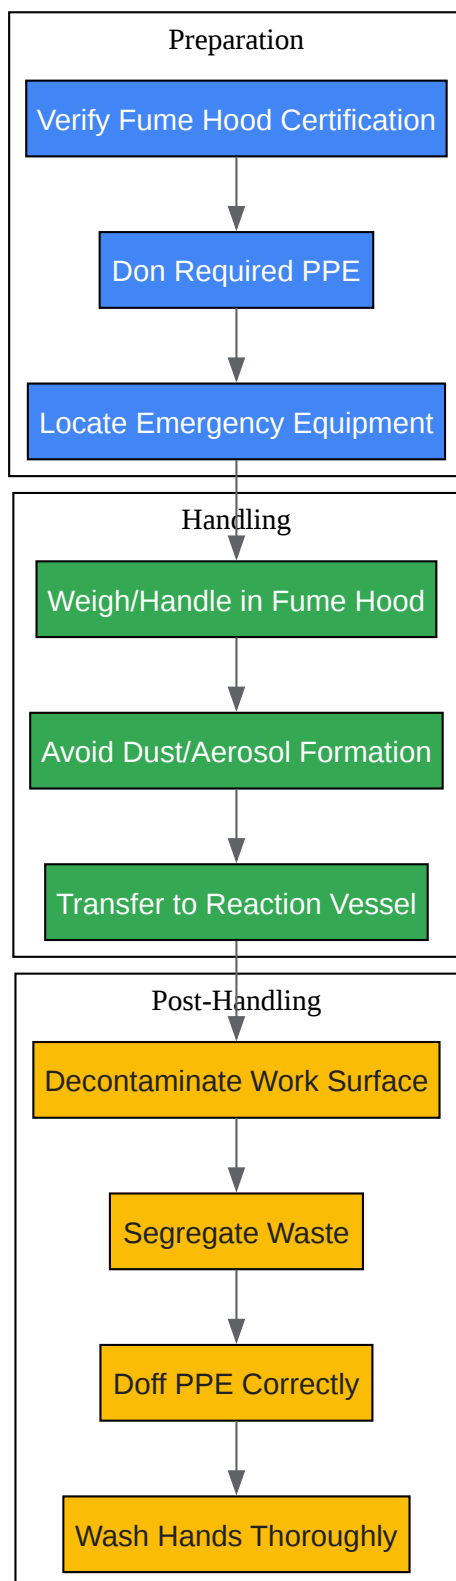 Preparation
Verify Fume Hood Certification
Don Required PPE
Locate Emergency Equipment
Handling
Weigh/Handle in Fume Hood
Avoid Dust/Aerosol Formation
Transfer to Reaction Vessel
Post-Handling
Decontaminate Work Surface
Segregate Waste
Doff PPE Correctly
Wash Hands Thoroughly